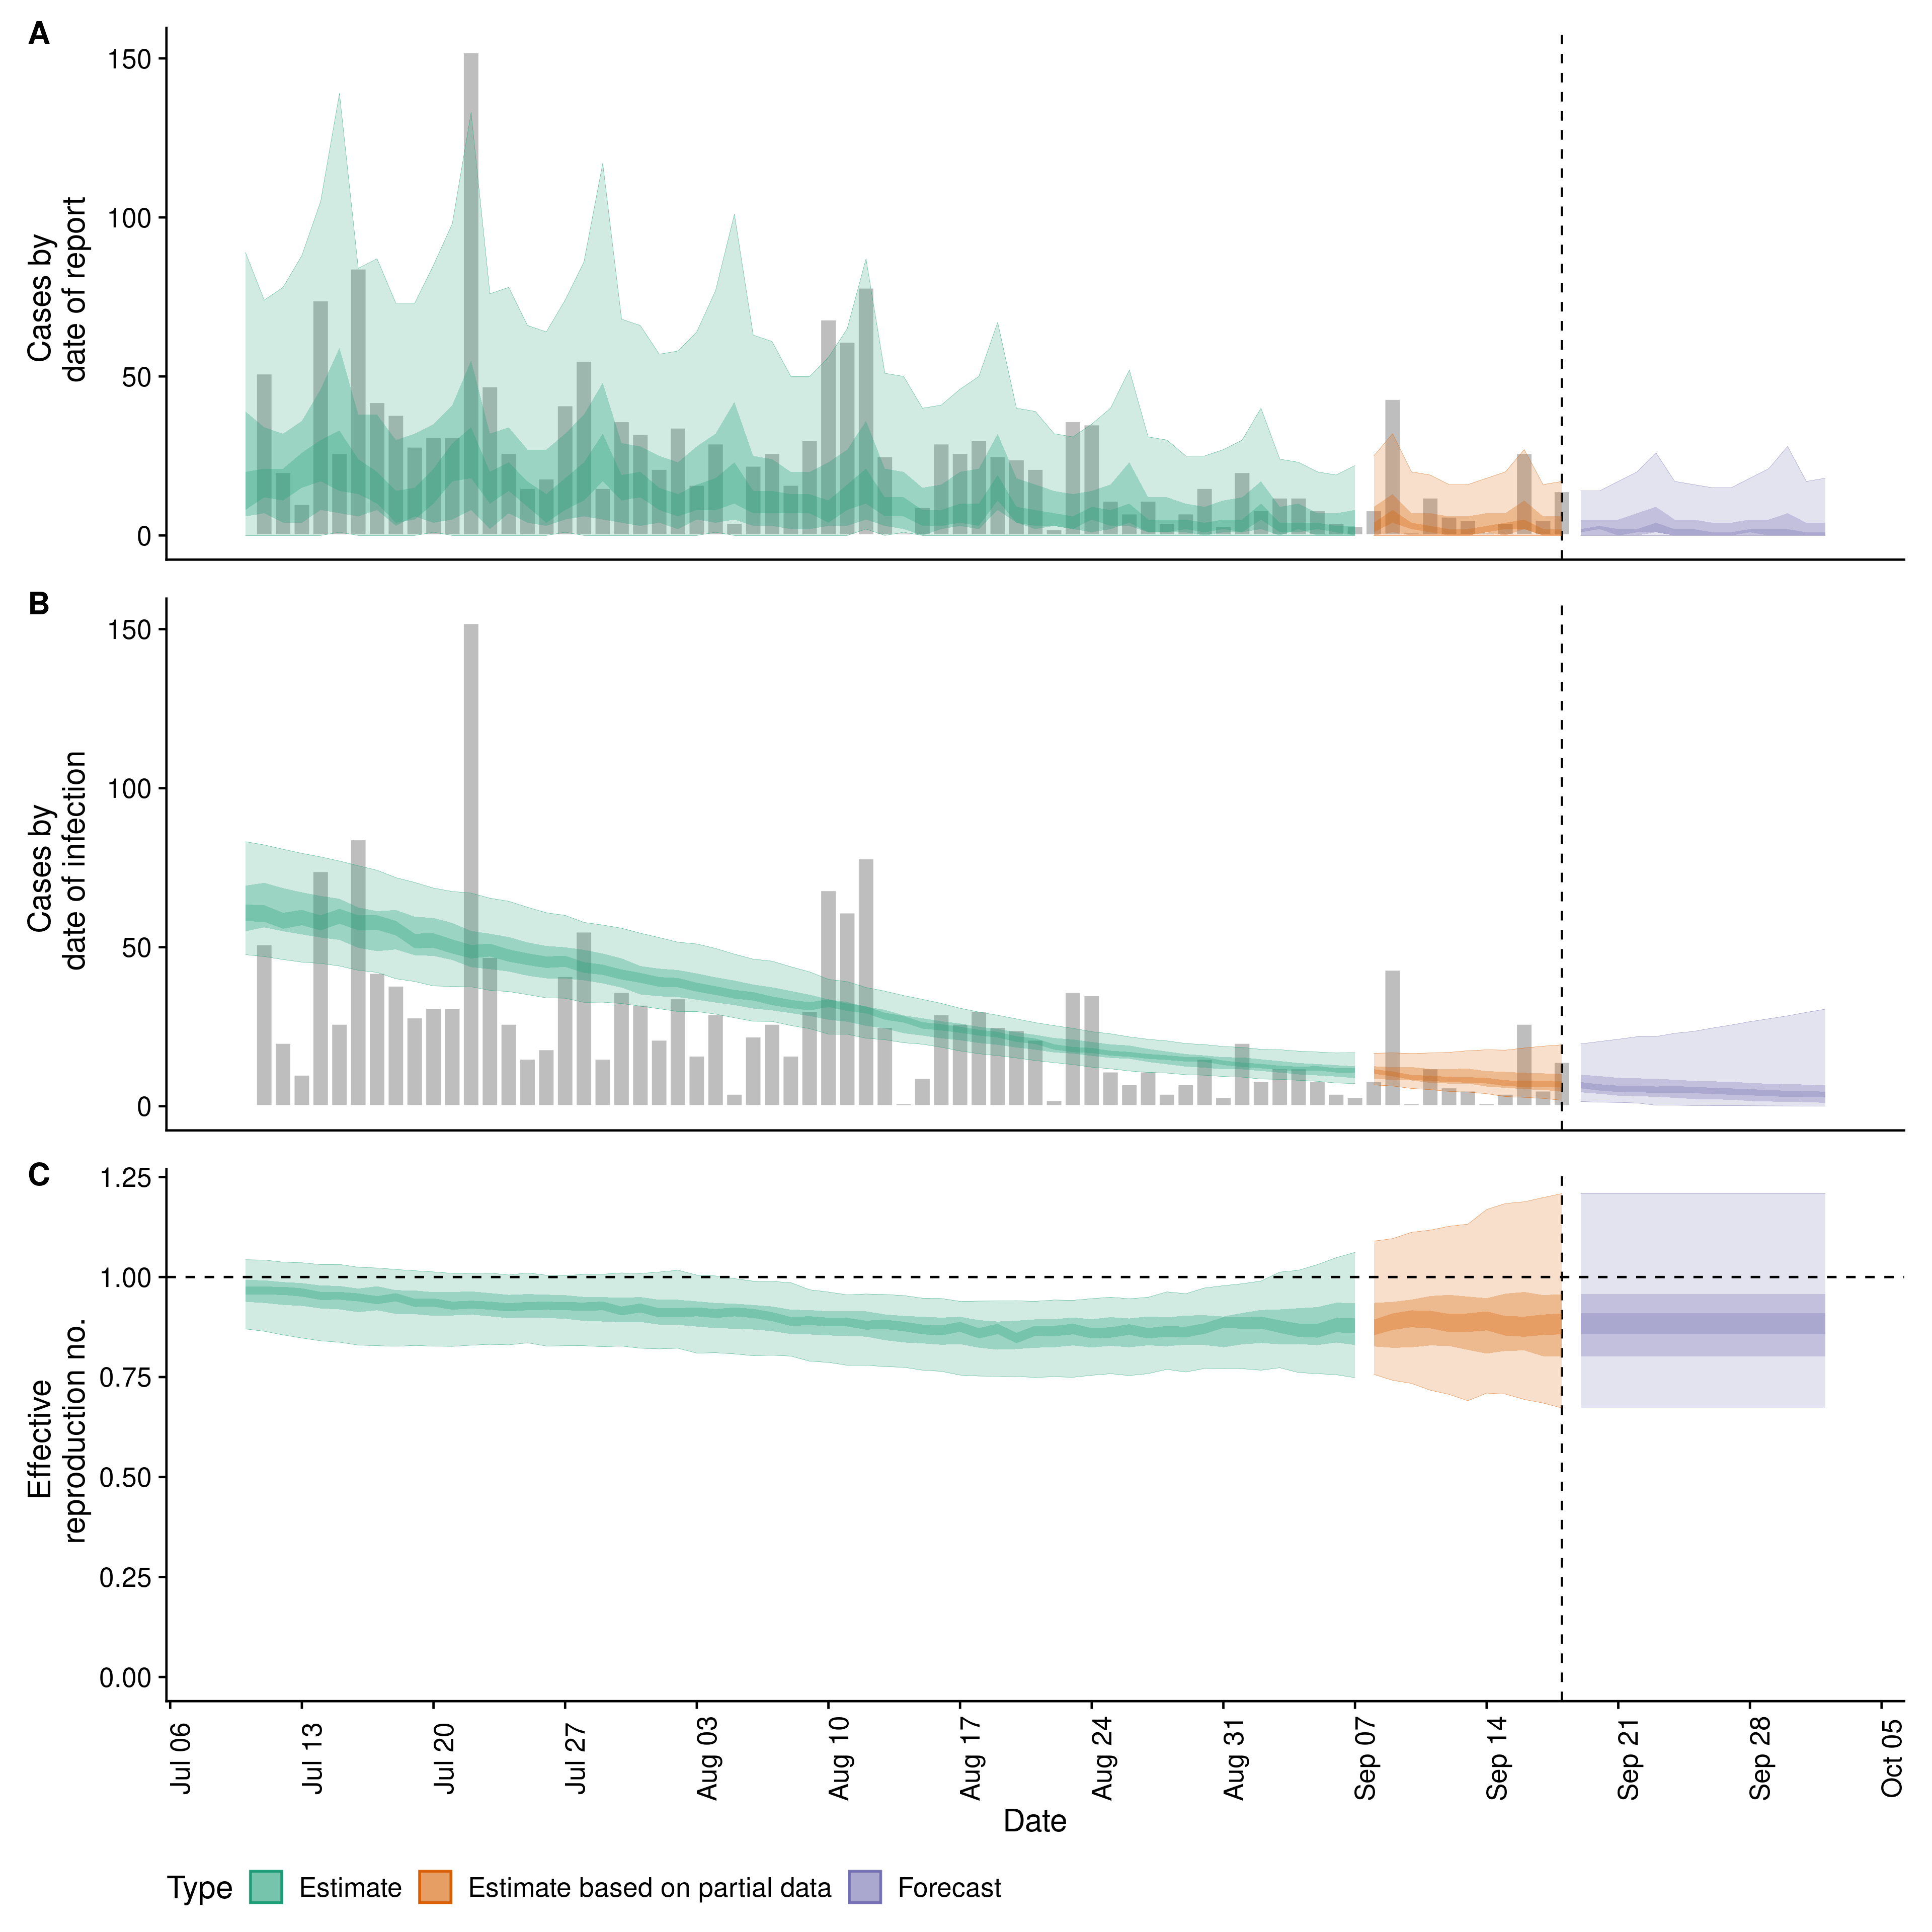 A
Cases by
date of report
150
100
50
0
B
Cases by
date of infection
150
100
50
0
C
Effective
reproduction no.
1.25
1.00
0.75
0.50
0.25
0.00
Jul 06
Jul 13
Jul 20
Jul 27
Aug 03
Aug 10
Aug 17
Aug 24
Aug 31
Sep 07
Sep 14
Sep 21
Sep 28
Oct 05
Date
Type Estimate Estimate based on partial data Forecast